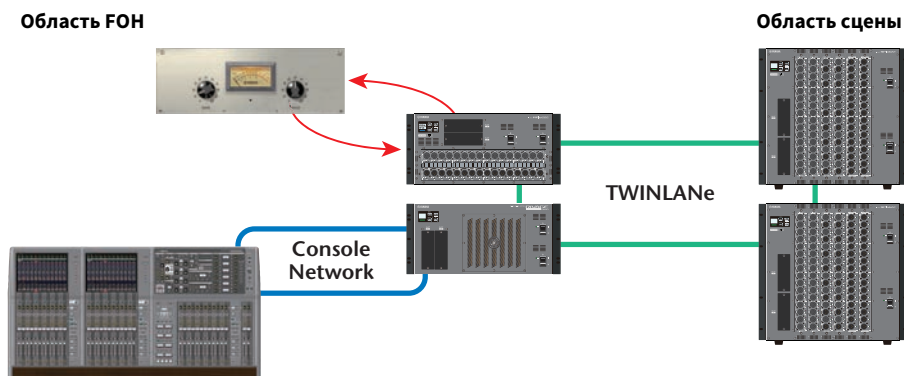 Область FOH
Область сцены
TWINLANe
Console
Network